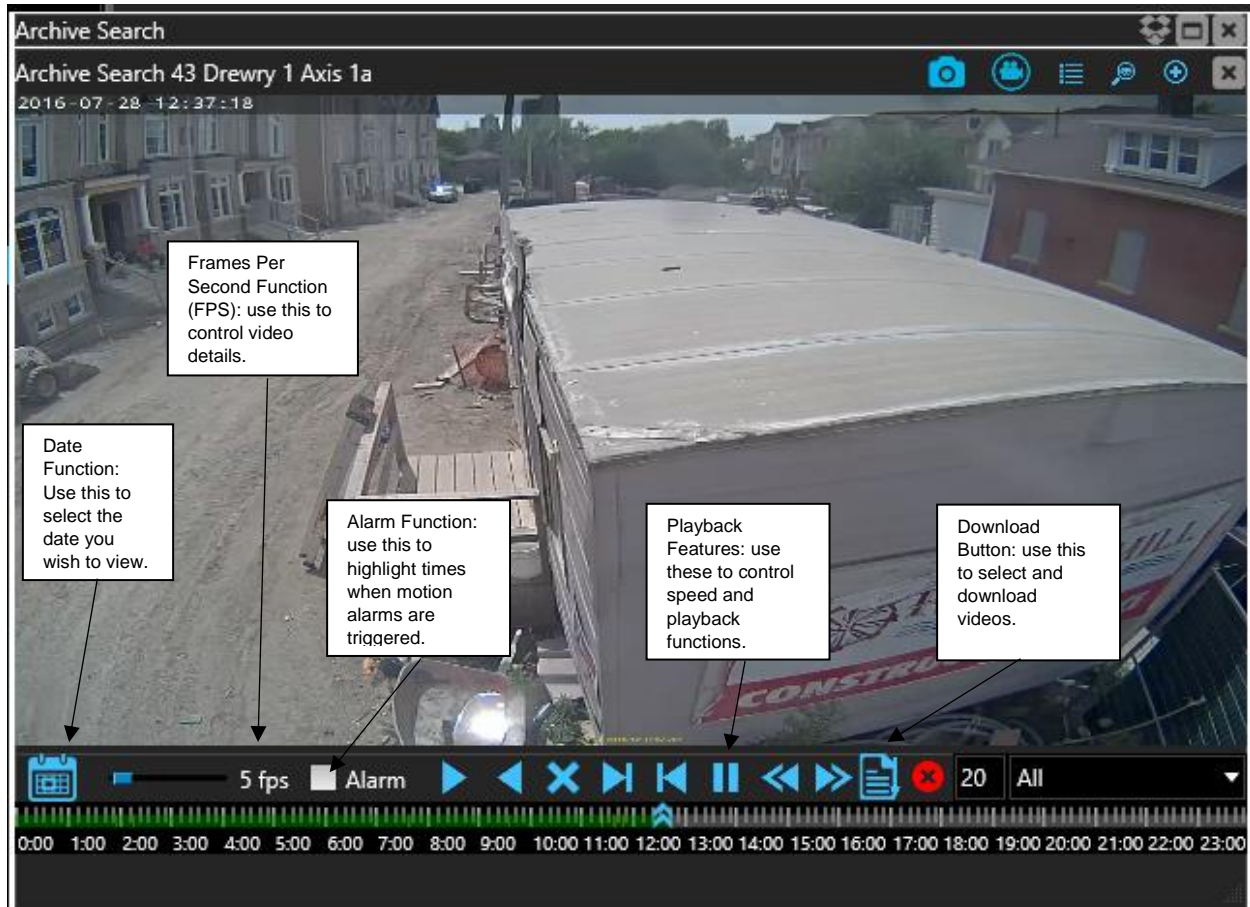 Archive Search
Archive Search 43 Drewry 1 Axis 1a
2016-07-28 12:37:18
Frames Per
Second Function
(FPS): use this to
control video
details.
Date
Function:
Use this to
select the
date you
wish to view.
Alarm Function:
use this to
highlight times
when motion
alarms are
triggered.
Playback
Features: use
these to control
speed and
playback
functions.
Download
Button: use this
to select and
download
videos.
HILL
5 fps Alarm 20 All
0:00 1:00 2:00 3:00 4:00 5:00 6:00 7:00 8:00 9:00 10:00 11:00 12:00 13:00 14:00 15:00 16:00 17:00 18:00 19:00 20:00 21:00 22:00 23:00